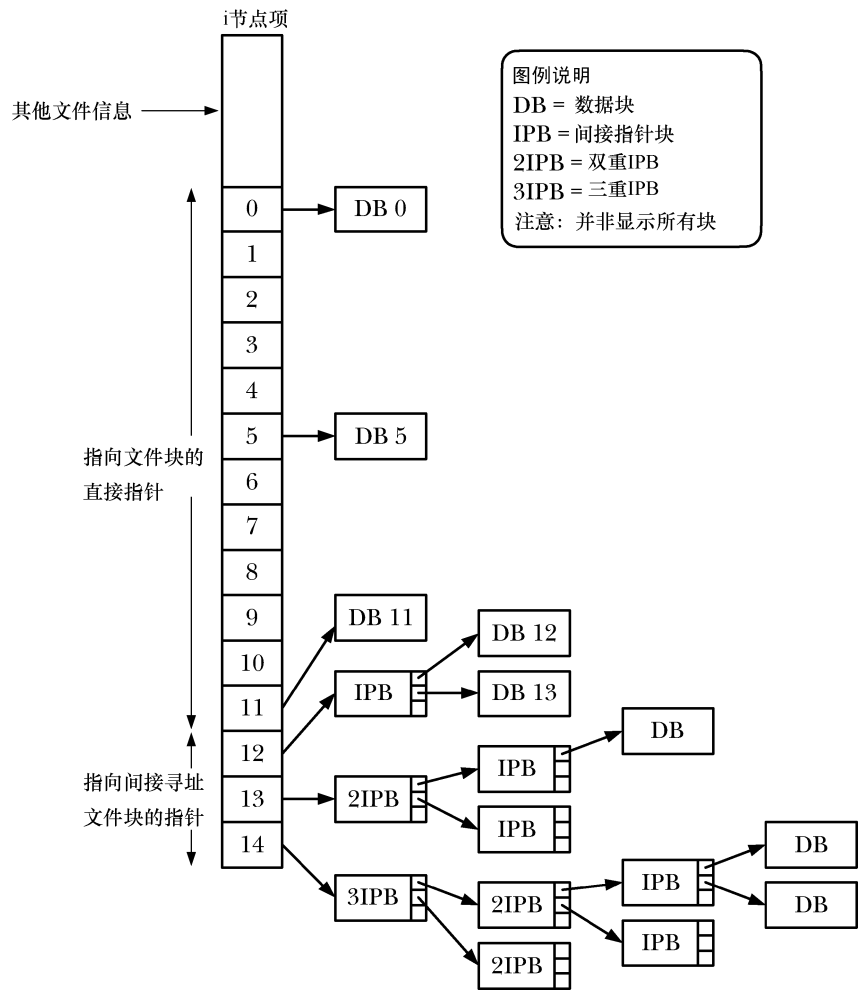 i节点项
图例说明
DB = 数据块
IPB = 间接指针块
2IPB = 双重IPB
3IPB = 三重IPB
注意：并非显示所有块
其他文件信息
0
DB 0
1
2
3
4
5
DB 5
指向文件块的
直接指针
6
7
8
9
DB 11
10
DB 12
11
IPB
DB 13
12
DB
指向间接寻址
文件块的指针
13
2IPB
IPB
IPB
14
DB
3IPB
2IPB
IPB
DB
2IPB
IPB